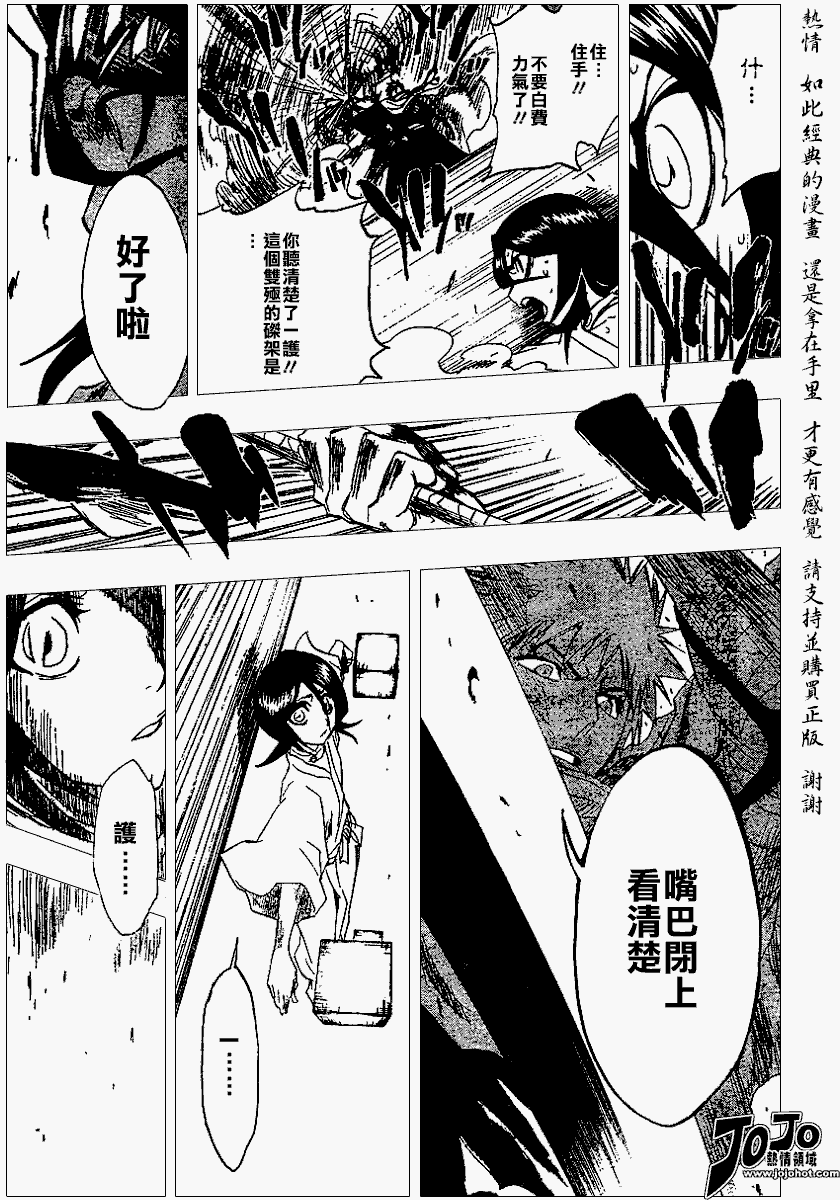 什…
住…
住手!!
不要白費
力氣了!!
你聽清楚了一護!!
這個雙殛的磔架是
…
好了啦
嘴巴閉上
看清楚
一……
護……
熱情 如此經典的漫畫 還是拿在手里 才更有感覺 請支持並購買正版 謝謝
JOJO
熱情領域
www.jojohot.com